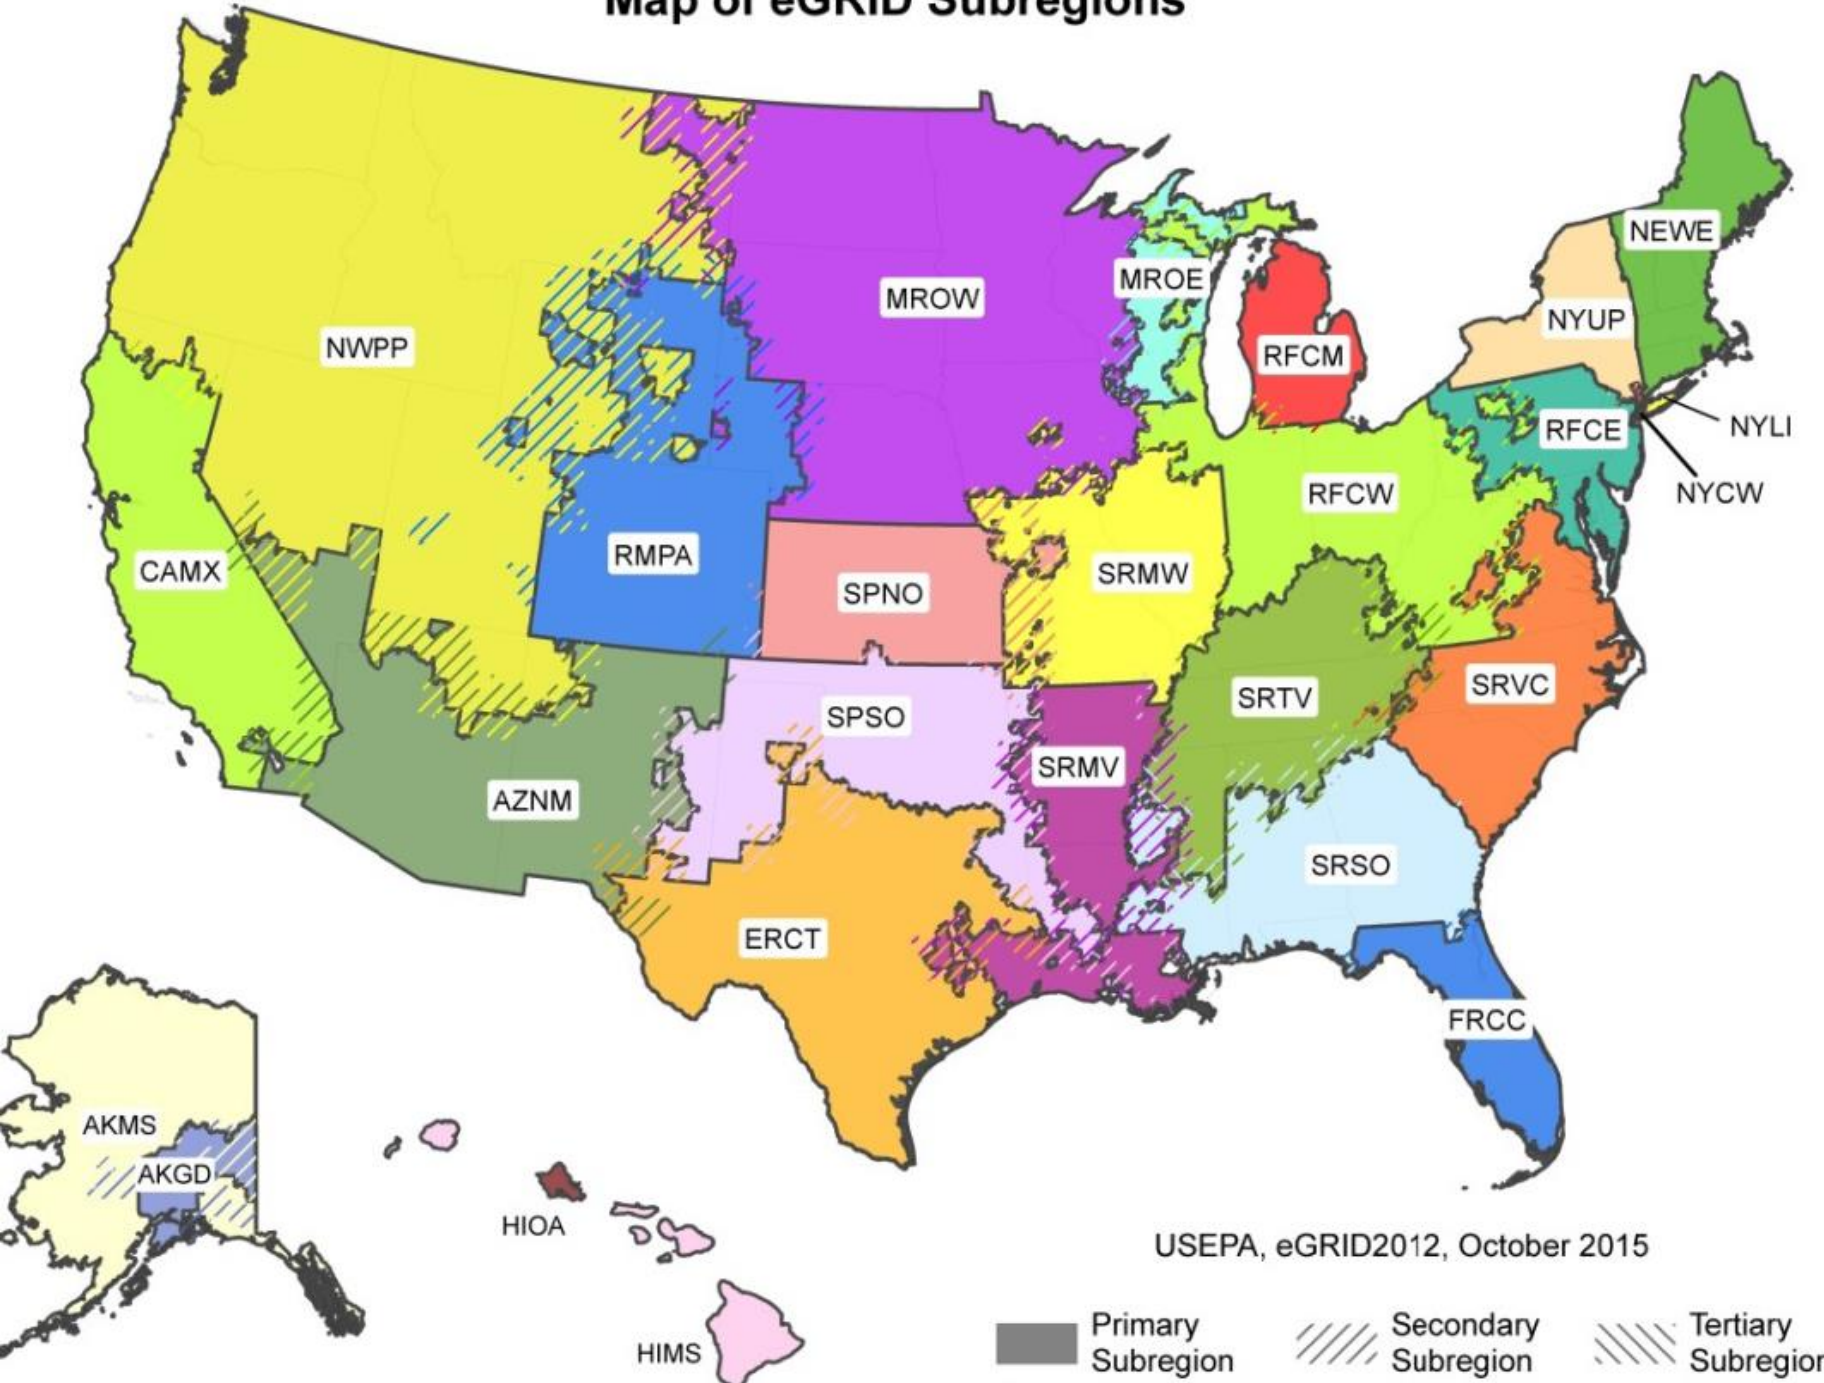 Map of eGRID Subregions
NEWE
MROE
MROW
NYUP
NWPP
RFCM
NYLI
RFCE
NYCW
RFCW
RMPA
CAMX
SRMW
SPNO
SRVC
SRTV
SPSO
SRMV
AZNM
SRSO
ERCT
FRCC
AKMS
AKGD
HIOA
HIMS
USEPA, eGRID2012, October 2015
Primary
Subregion
Secondary
Subregion
Tertiary
Subregion